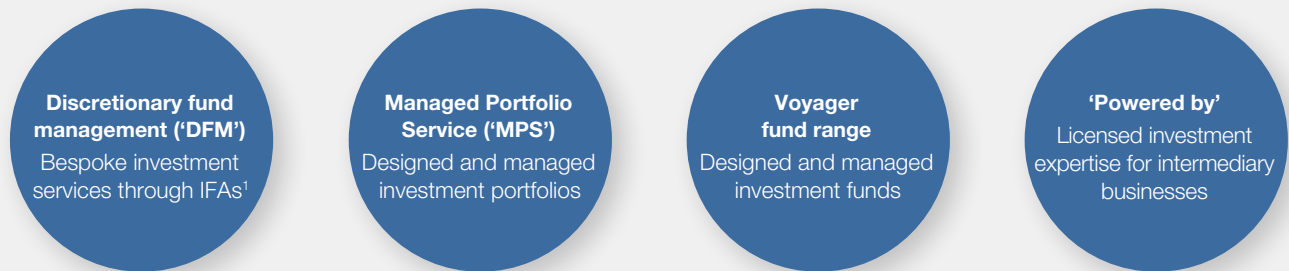 Discretionary fund
management (‘DFM’)
Bespoke investment
services through IFAs¹
Managed Portfolio
Service (‘MPS’)
Designed and managed
investment portfolios
Voyager
fund range
Designed and managed
investment funds
‘Powered by’
Licensed investment
expertise for intermediary
businesses